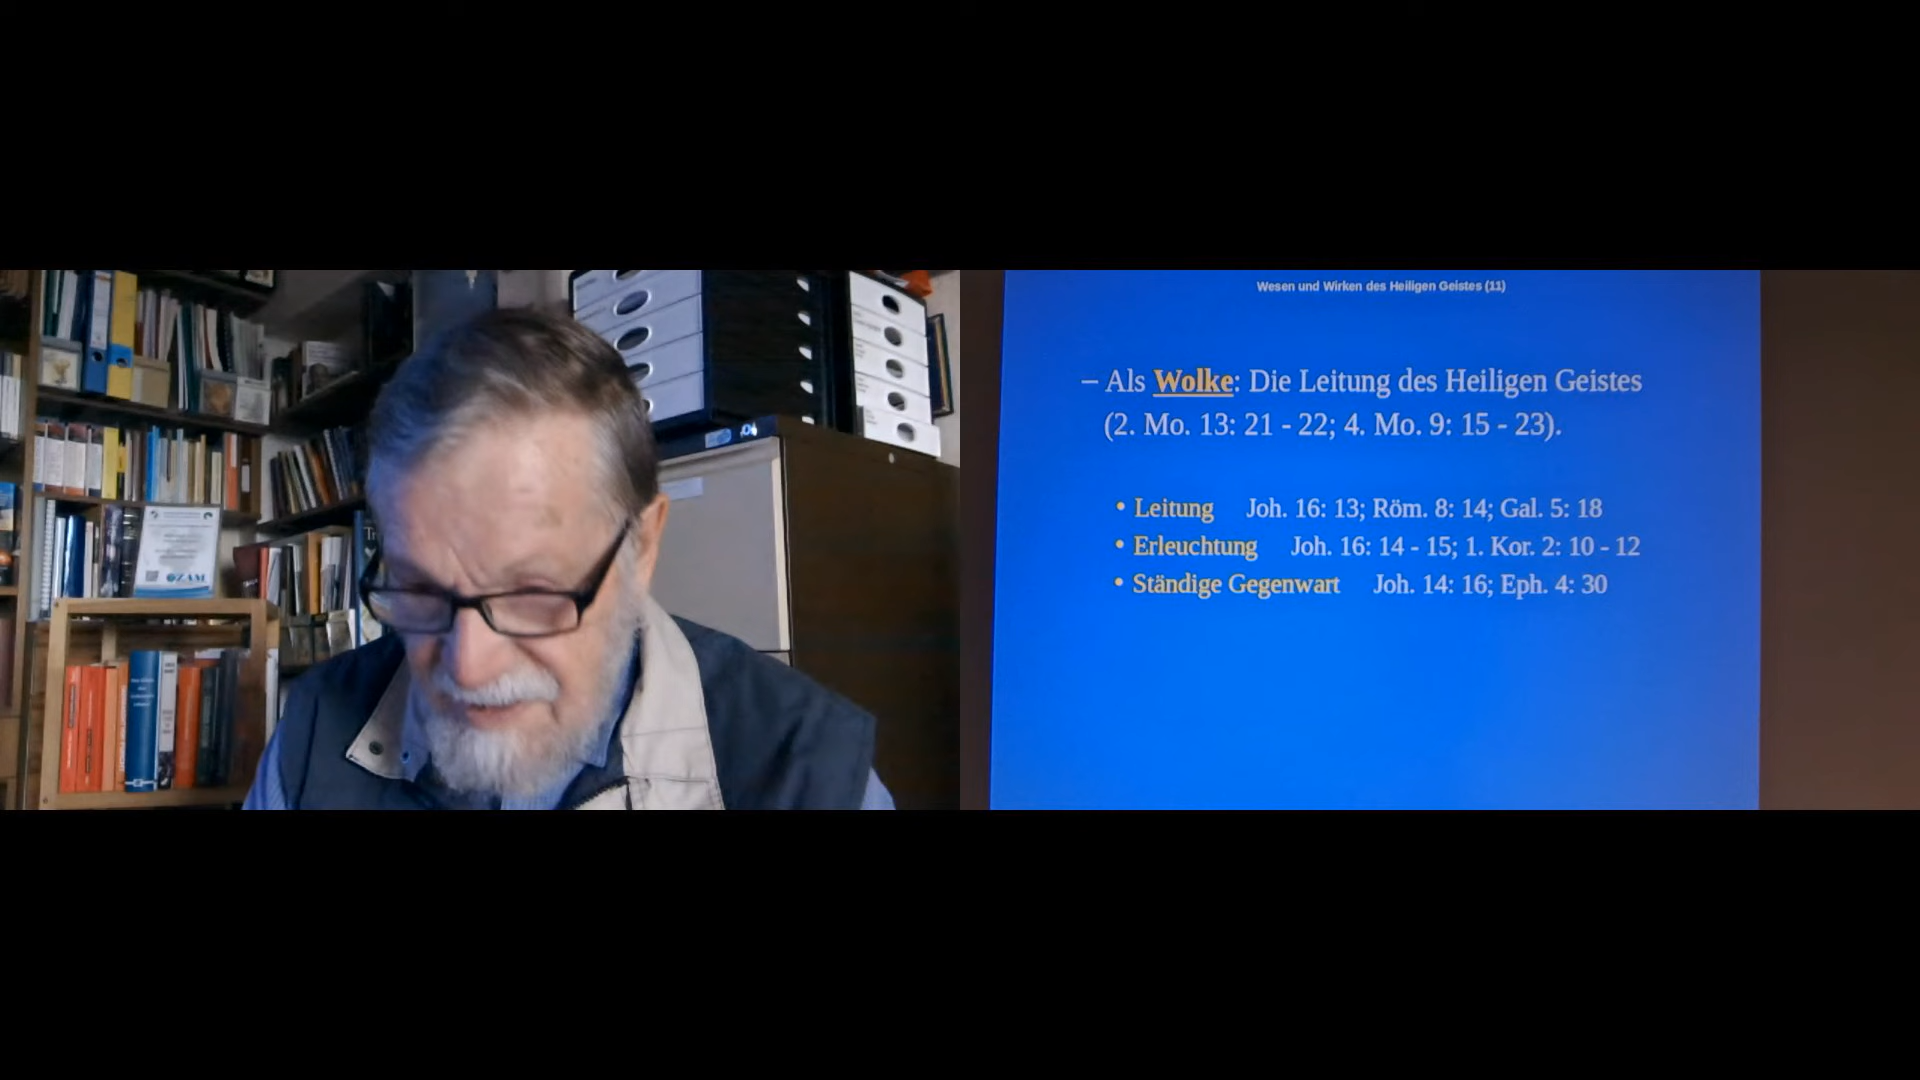 ZAM
Wesen und Wirken des Heiligen Geistes (11)
– Als Wolke: Die Leitung des Heiligen Geistes
(2. Mo. 13: 21 - 22; 4. Mo. 9: 15 - 23).
• Leitung Joh. 16: 13; Röm. 8: 14; Gal. 5: 18
• Erleuchtung Joh. 16: 14 - 15; 1. Kor. 2: 10 - 12
• Ständige Gegenwart Joh. 14: 16; Eph. 4: 30